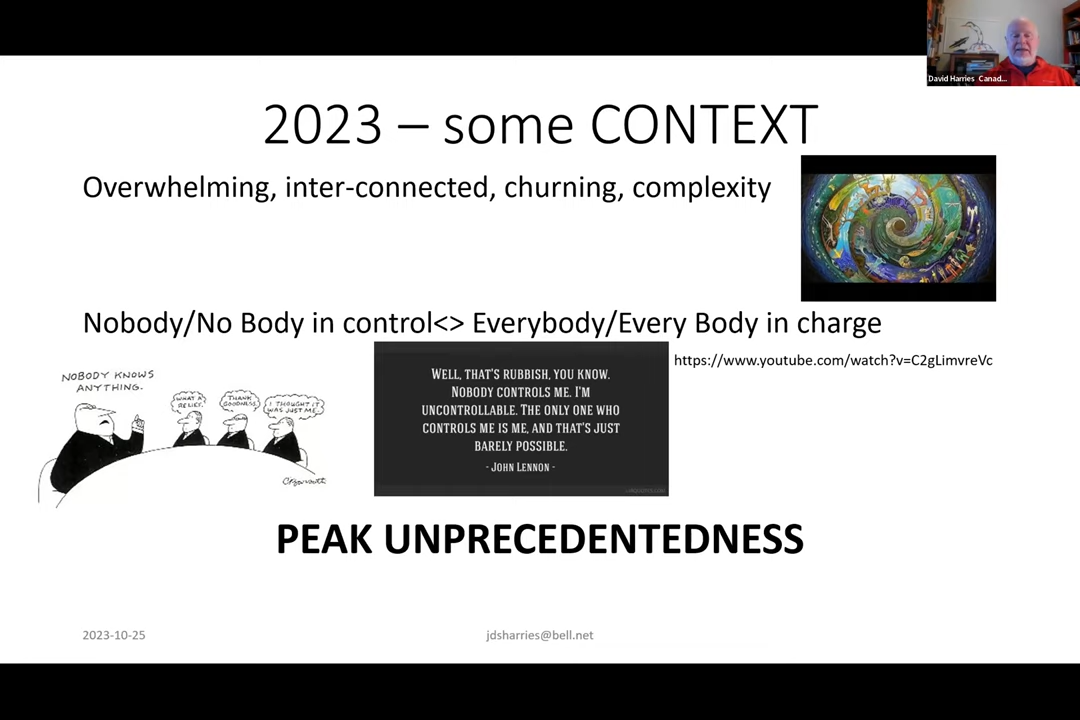 David Harries Canad...
2023 – some CONTEXT
Overwhelming, inter-connected, churning, complexity
Nobody/No Body in control<> Everybody/Every Body in charge
https://www.youtube.com/watch?v=C2gLimvreVc
NOBODY KNOWS
ANYTHING.
WHAT A
RELIEF.
THANK
GOODNESS.
I THOUGHT IT
WAS JUST ME.
WELL, THAT'S RUBBISH, YOU KNOW.
NOBODY CONTROLS ME. I'M
UNCONTROLLABLE. THE ONLY ONE WHO
CONTROLS ME IS ME, AND THAT'S JUST
BARELY POSSIBLE.
- JOHN LENNON -
PEAK UNPRECEDENTEDNESS
2023-10-25
jdsharries@bell.net